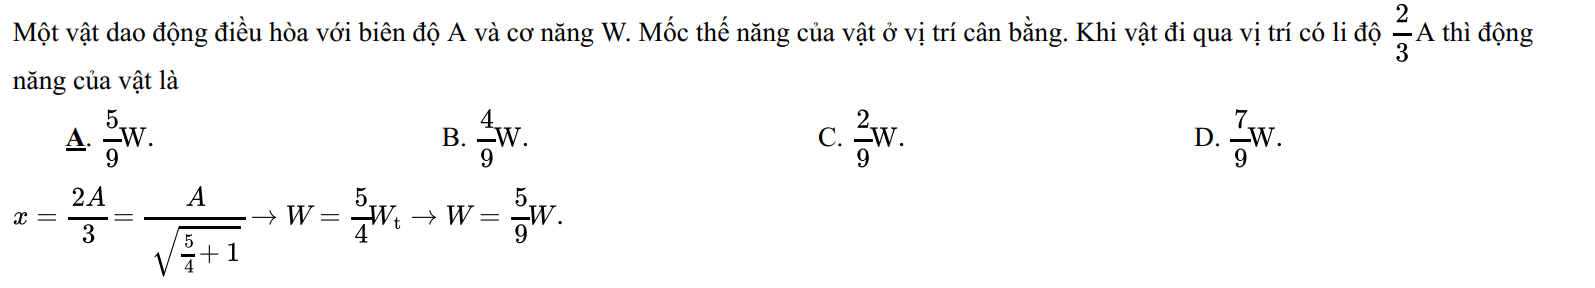 Một vật dao động điều hòa với biên độ A và cơ năng W. Mốc thế năng của vật ở vị trí cân bằng. Khi vật đi qua vị trí có li độ $\frac{2}{3}$A thì động
năng của vật là
A. $\frac{5}{9}$W. B. $\frac{4}{9}$W. C. $\frac{2}{9}$W. D. $\frac{7}{9}$W.
$x = \frac{2A}{3} = \frac{A}{\sqrt{\frac{5}{4}+1}} \rightarrow W = \frac{5}{4}W_{\text{t}} \rightarrow W = \frac{5}{9}W.$